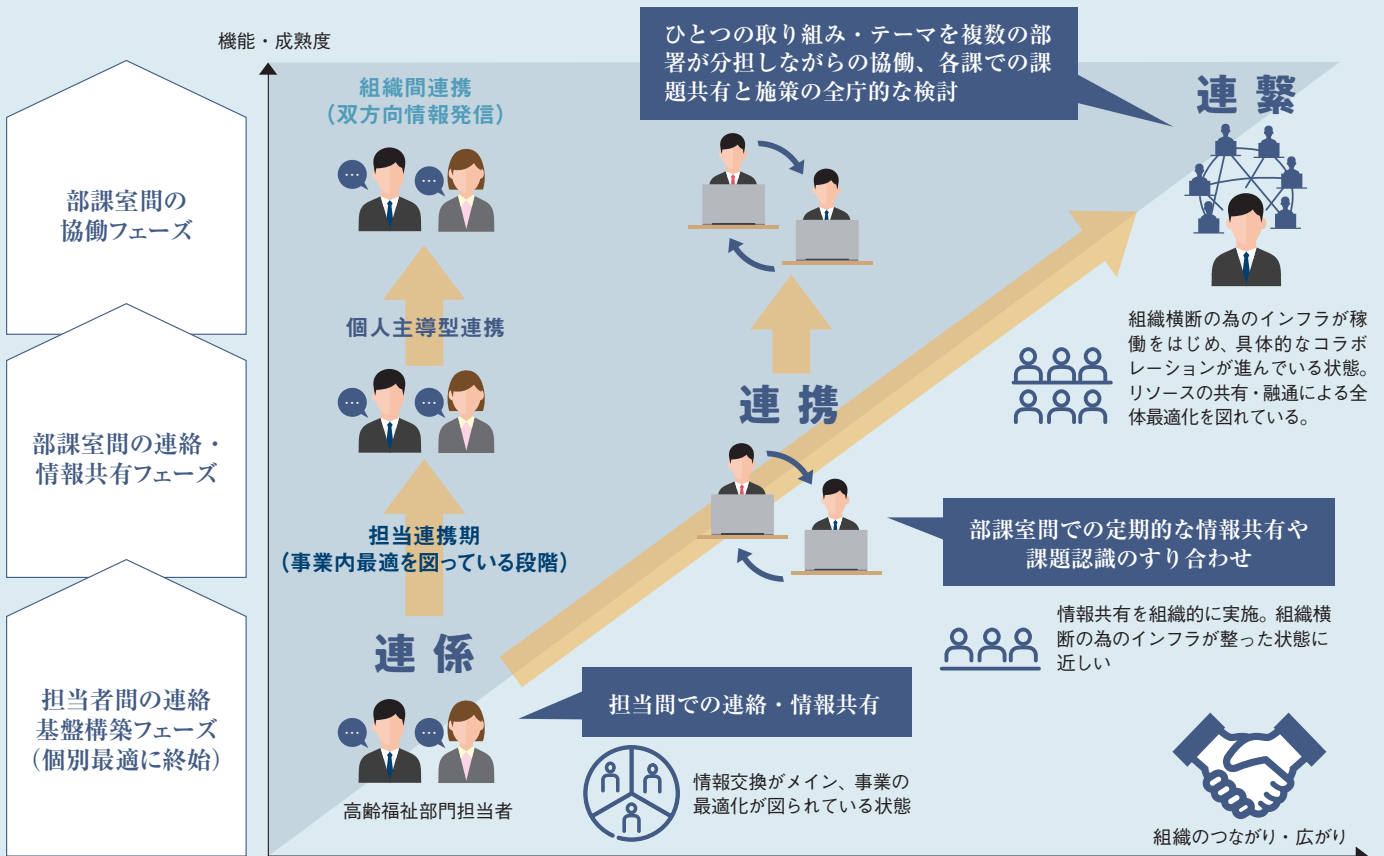 機能・成熟度
部課室間の
協働フェーズ
部課室間の連絡・
情報共有フェーズ
担当者間の連絡
基盤構築フェーズ
(個別最適に終始)
組織間連携
(双方向情報発信)
個人主導型連携
担当連携期
(事業内最適を図っている段階)
連係
高齢福祉部門担当者
担当間での連絡・情報共有
情報交換がメイン、事業の
最適化が図られている状態
連携
部課室間での定期的な情報共有や
課題認識のすり合わせ
情報共有を組織的に実施。組織横
断の為のインフラが整った状態に
近しい
ひとつの取り組み・テーマを複数の部
署が分担しながらの協働、各課での課
題共有と施策の全庁的な検討
連繋
組織横断の為のインフラが稼
働をはじめ、具体的なコラボ
レーションが進んでいる状態。
リソースの共有・融通による全
体最適化を図れている。
組織のつながり・広がり